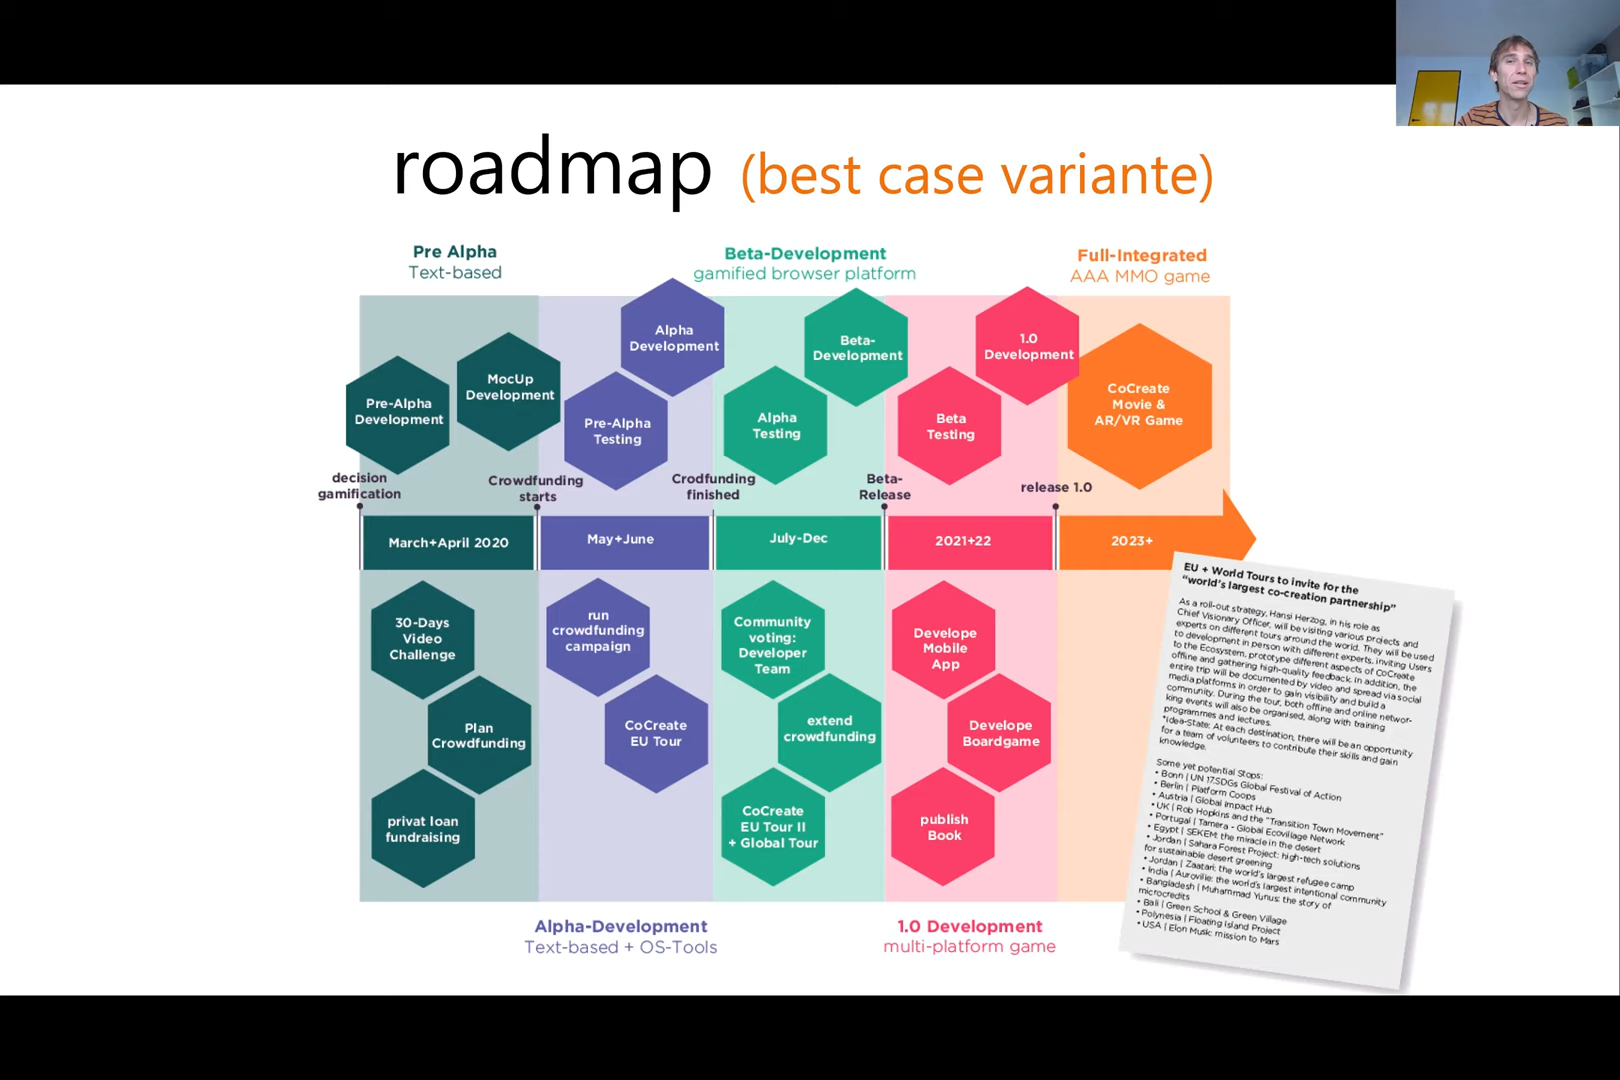 roadmap (best case variante)
Pre Alpha
Text-based
Beta-Development
gamified browser platform
Full-Integrated
AAA MMO game
Pre-Alpha
Development
MocUp
Development
Pre-Alpha
Testing
Alpha
Development
Alpha
Testing
Beta-
Development
Beta
Testing
1.0
Development
CoCreate
Movie &
AR/VR Game
decision
gamification
Crowdfunding
starts
Crodfunding
finished
Beta-
Release
release 1.0
March+April 2020
May+June
July-Dec
2021+22
2023+
30-Days
Video
Challenge
Plan
Crowdfunding
privat loan
fundraising
run
crowdfunding
campaign
CoCreate
EU Tour
Community
voting:
Developer
Team
extend
crowdfunding
CoCreate
EU Tour II
+ Global Tour
Develope
Mobile
App
Develope
Boardgame
publish
Book
Alpha-Development
Text-based + OS-Tools
1.0 Development
multi-platform game
EU + World Tours to invite for the
"world's largest co-creation partnership"
As a roll-out strategy, Hansi Herzog, in his role as
Chief Visionary Officer, will be visiting various projects and
experts on different tours arround the world. They will be used
to development in person with different experts, inviting Users
to the Ecosystem, prototype different aspects of CoCreate
offline and gathering high-quality feedback. In addition, the
entire trip will be documented by video and spread via social
media platforms in order to gain visibility and build a
community. During the tour, both offline and online networ-
king events will also be organised, along with training
programmes and lectures.
*Idea-State: At each destination, there will be an opportunity
for a team of volunteers to contribute their skills and gain
knowledge.
Some yet potential Stops:
• Bonn | UN 17.SDGs Global Festival of Action
• Berlin | Platform Coops
• Austria | Global Impact Hub
• UK | Rob Hopkins and the "Transition Town Movement"
• Portugal | Tamera - Global Ecovillage Network
• Egypt | SEKEM: the miracle in the desert
• Jordan | Sahara Forest Project: high-tech solutions
for sustainable desert greening
• Jordan | Zaatari: the world's largest refugee camp
• India | Auroville: the world's largest intentional community
• Bangladesh | Muhammad Yunus: the story of
microcredits
• Bali | Green School & Green Village
• Polynesia | Floating Island Project
• USA | Elon Musk: mission to Mars